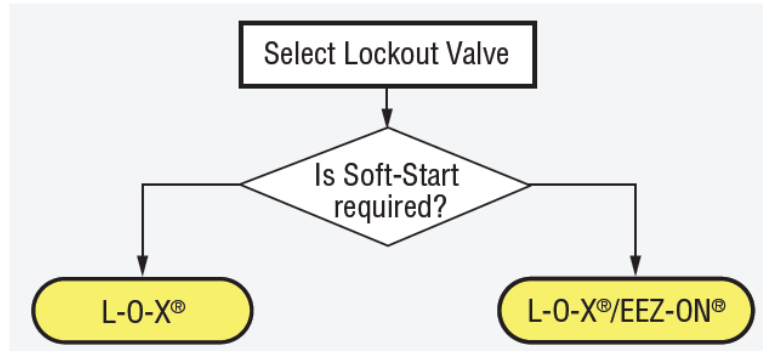 Select Lockout Valve
Is Soft-Start
required?
L-O-X®
L-O-X®/EEZ-ON®